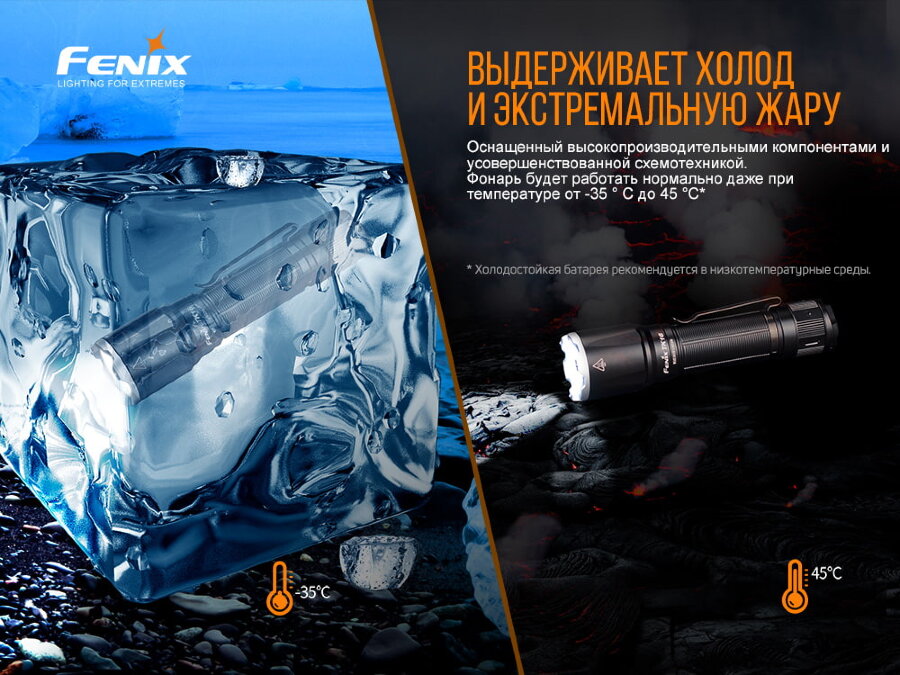 FENIX
LIGHTING FOR EXTREMES
ВЫДЕРЖИВАЕТ ХОЛОД
И ЭКСТРЕМАЛЬНУЮ ЖАРУ
Оснащенный высокопроизводительными компонентами и
усовершенствованной схемотехникой.
Фонарь будет работать нормально даже при
температуре от -35 ° С до 45 °С*
* Холодостойкая батарея рекомендуется в низкотемпературные среды.
FENIX
-35°C
45°C